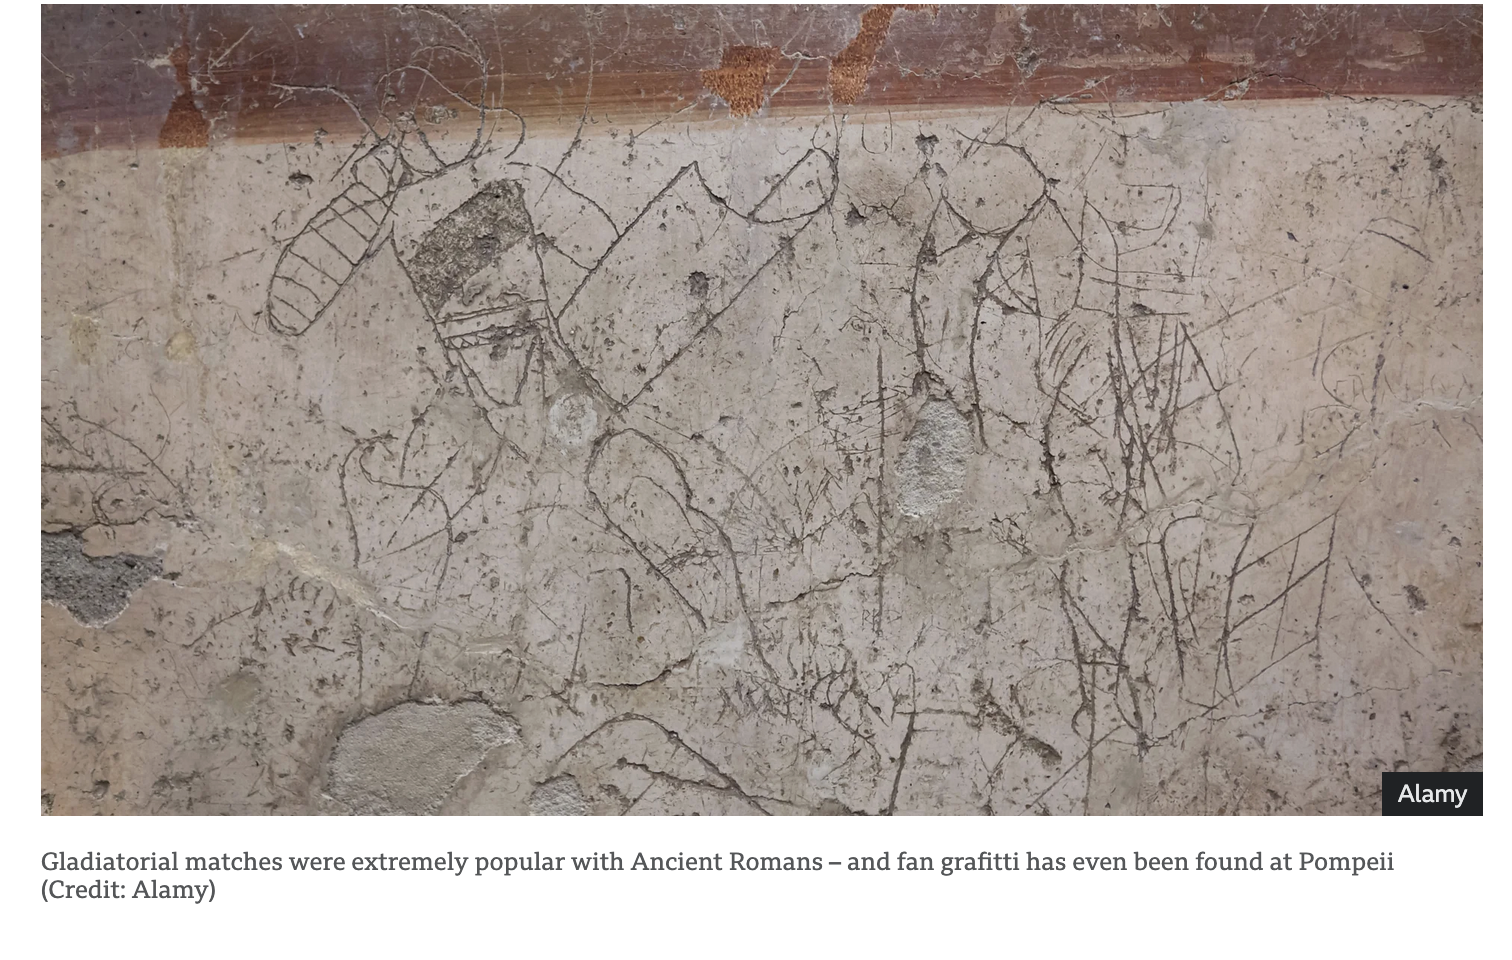 Alamy
Gladiatorial matches were extremely popular with Ancient Romans – and fan grafitti has even been found at Pompeii
(Credit: Alamy)